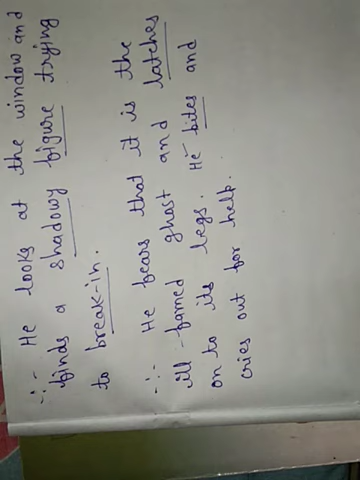 ∴- He looks at the window and
finds a shadowy figure trying
to break-in.
∴- He fears that it is the
ill-famed ghost and latches
on to its legs. He bites and
cries out for help.